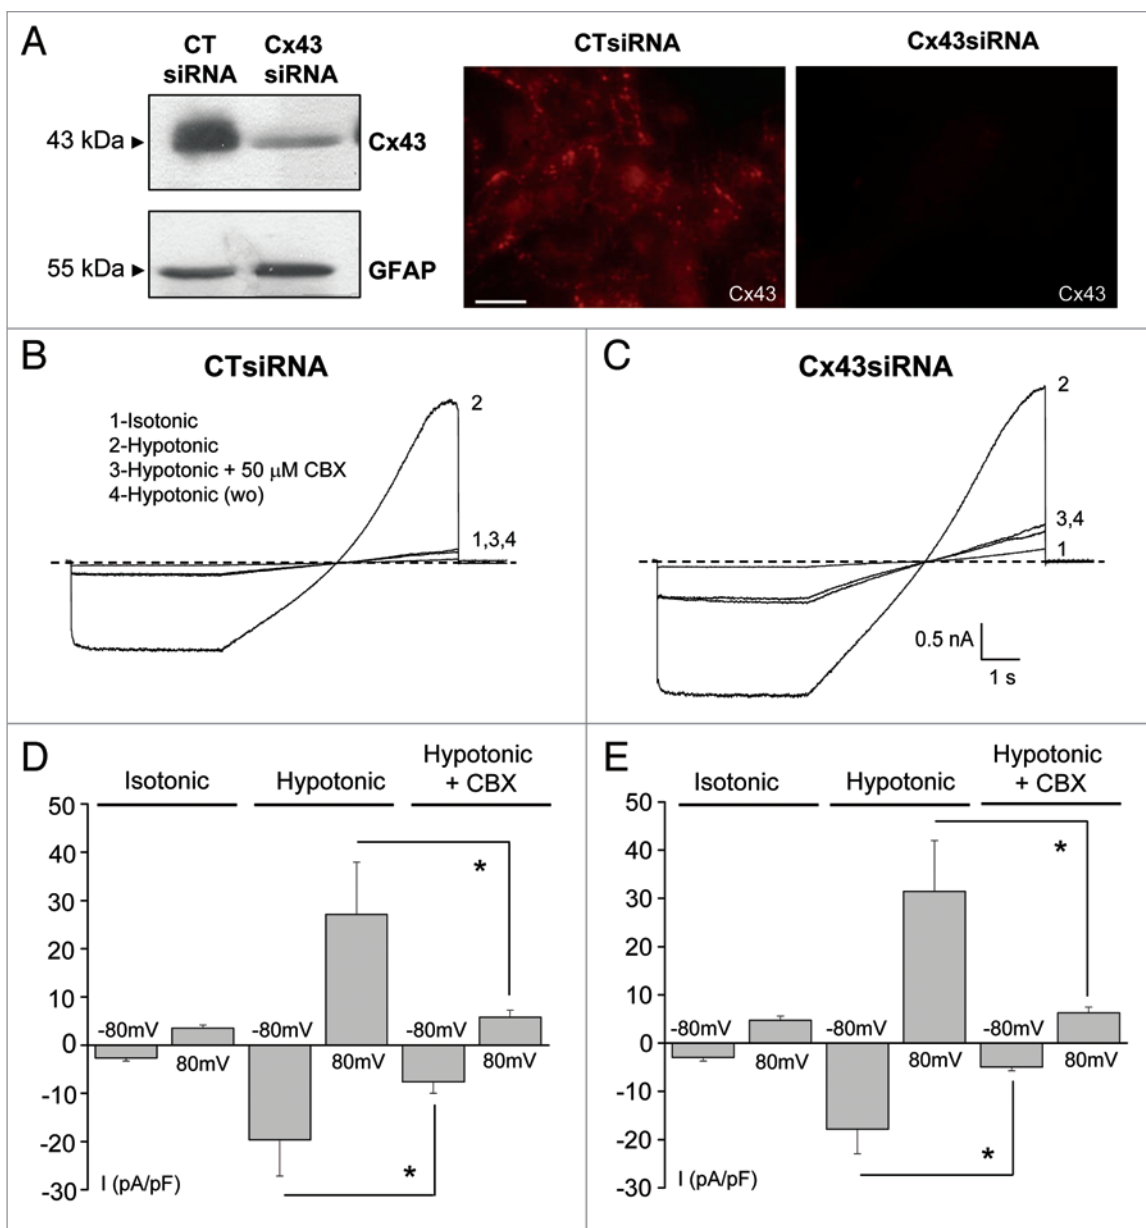 A
CT
siRNA
Cx43
siRNA
43 kDa
Cx43
55 kDa
GFAP
CTsiRNA
Cx43
Cx43siRNA
Cx43
B
CTsiRNA
1-Isotonic
2-Hypotonic
3-Hypotonic + 50 μM CBX
4-Hypotonic (wo)
2
1,3,4
C
Cx43siRNA
2
3,4
1
0.5 nA
1 s
D
Isotonic
Hypotonic
Hypotonic
+ CBX
50
40
30
20
10
0
-10
-20
-30
-80mV
80mV
-80mV
80mV
-80mV
80mV
*
*
I (pA/pF)
E
Isotonic
Hypotonic
Hypotonic
+ CBX
50
40
30
20
10
0
-10
-20
-30
-80mV
80mV
-80mV
80mV
-80mV
80mV
*
*
I (pA/pF)